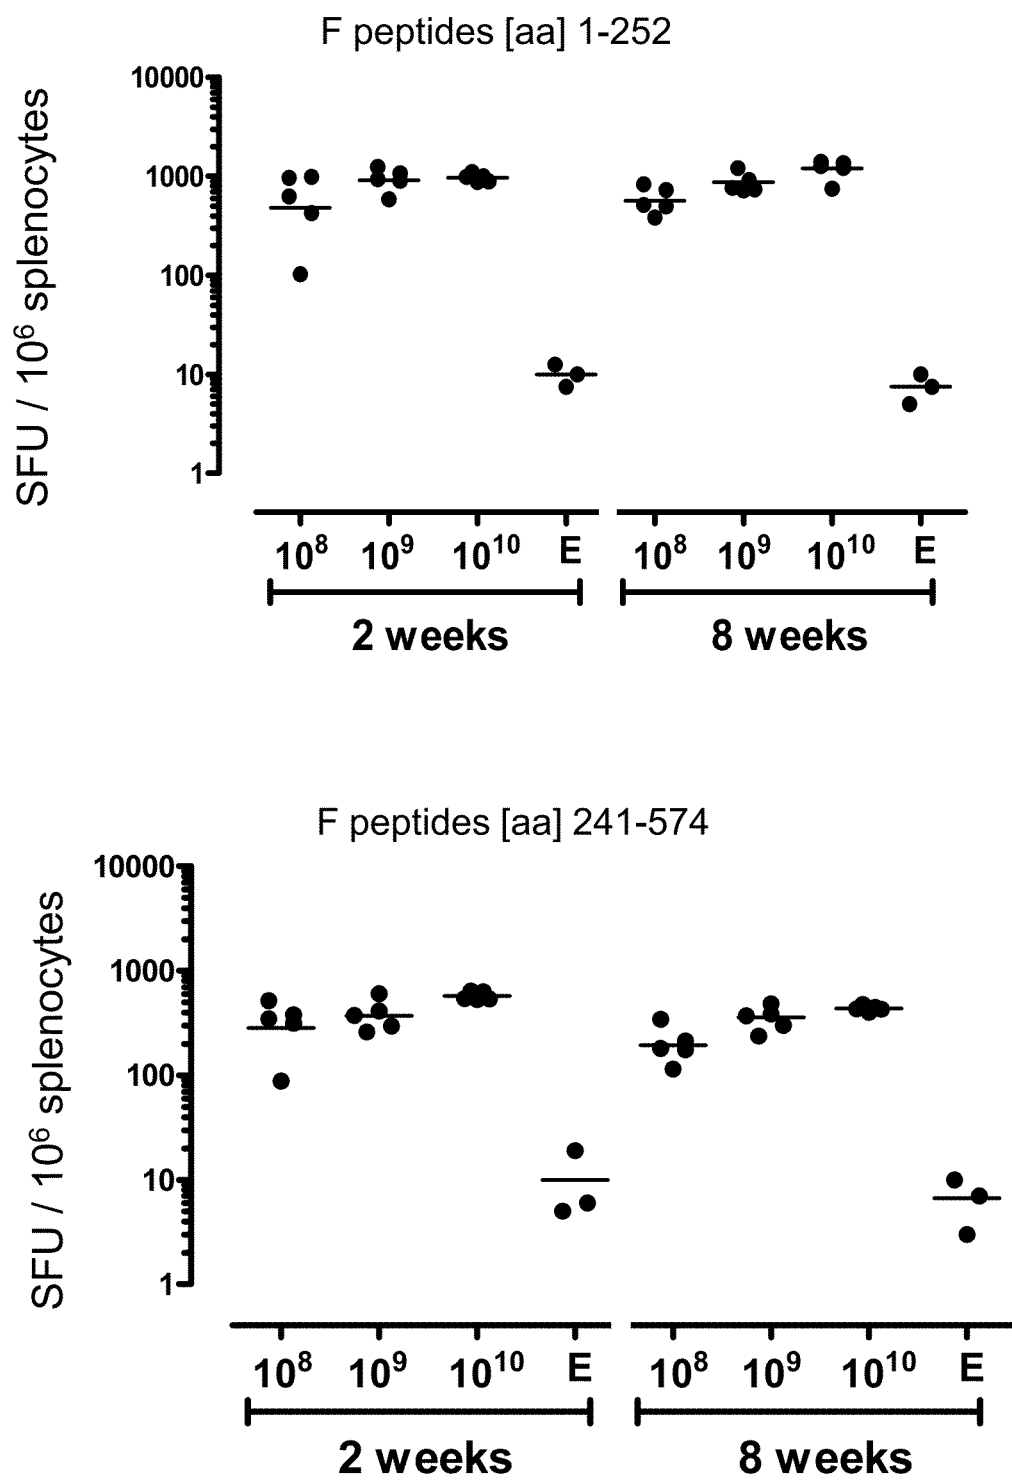 F peptides [aa] 1-252
SFU / 10⁶ splenocytes
10000
1000
100
10
1
10⁸ 10⁹ 10¹⁰ E 10⁸ 10⁹ 10¹⁰ E
2 weeks 8 weeks
F peptides [aa] 241-574
SFU / 10⁶ splenocytes
10000
1000
100
10
1
10⁸ 10⁹ 10¹⁰ E 10⁸ 10⁹ 10¹⁰ E
2 weeks 8 weeks